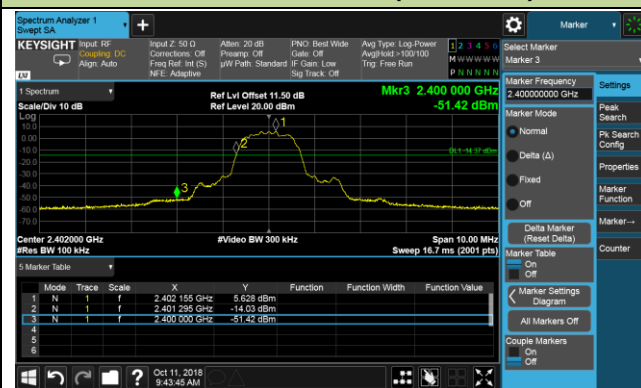 Spectrum Analyzer 1
Swept SA
Marker
KEYSIGHT
Input: RF
Coupling: DC
Align: Auto
Input Z: 50 Ω
Corrections: Off
Freq Ref: Int (S)
NFE: Adaptive
Atten: 20 dB
Preamp: Off
µW Path: Standard
PNO: Best Wide
Gate: Off
IF Gain: Low
Sig Track: Off
Avg Type: Log-Power
Avg|Hold:>100/100
Trig: Free Run
1 2 3 4 5 6
M W W W W W
P N N N N N
LXI
Select Marker
Marker 3
1 Spectrum
Scale/Div 10 dB
Ref Lvl Offset 11.50 dB
Ref Level 20.00 dBm
Mkr3 2.400 000 GHz
-51.42 dBm
Log
10.0
0.00
-10.0
-20.0
-30.0
-40.0
-50.0
-60.0
-70.0
1
2
3
DL1 -14.37 dBm
Center 2.402000 GHz
#Res BW 100 kHz
#Video BW 300 kHz
Span 10.00 MHz
Sweep 16.7 ms (2001 pts)
5 Marker Table
Mode Trace Scale X Y Function Function Width Function Value
1 N 1 f 2.402 155 GHz 5.628 dBm
2 N 1 f 2.401 295 GHz -14.03 dBm
3 N 1 f 2.400 000 GHz -51.42 dBm
4
5
6
Marker Frequency
2.400000000 GHz
Marker Mode
Normal
Delta (Δ)
Fixed
Off
Delta Marker
(Reset Delta)
Marker Table
On
Off
Marker Settings
Diagram
All Markers Off
Couple Markers
On
Off
Settings
Peak
Search
Pk Search
Config
Properties
Marker
Function
Marker→
Counter
Oct 11, 2018
9:43:45 AM